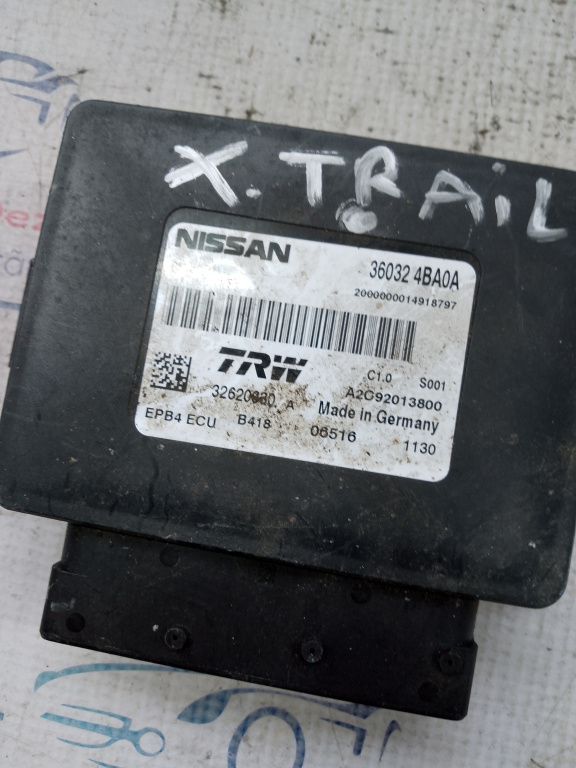 X.TRAiL
NISSAN 36032 4BA0A
2000000014918797
TRW C1.0 S001
A A2C92013800
Made in Germany
EPB4 ECU B418 06516 1130